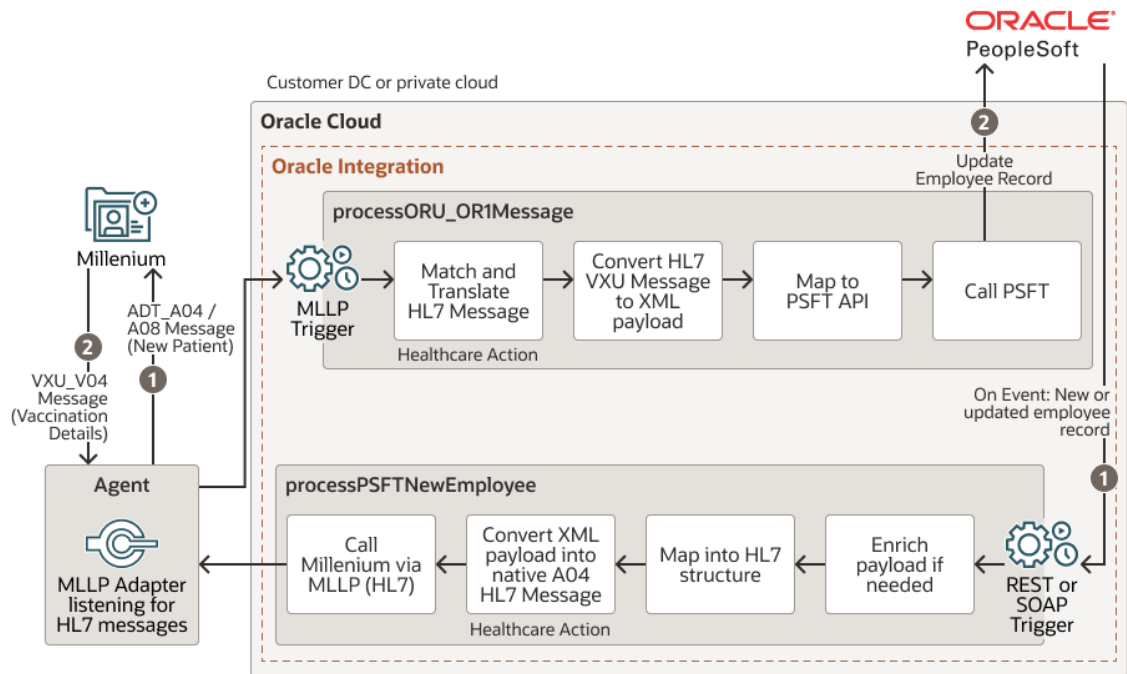 ORACLE®
PeopleSoft
Customer DC or private cloud
Oracle Cloud
2
Oracle Integration
Update
Employee Record
processORU_OR1Message
Millenium
MLLP
Trigger
Match and
Translate
HL7 Message
Healthcare Action
Convert HL7
VXU Message
to XML
payload
Map to
PSFT API
Call PSFT
ADT_A04 /
A08 Message
(New Patient)
2
1
VXU_V04
Message
(Vaccination
Details)
On Event: New or
updated employee
record
1
Agent
MLLP Adapter
listening for
HL7 messages
processPSFTNewEmployee
Call
Millenium via
MLLP (HL7)
Convert XML
payload into
native A04
HL7 Message
Healthcare Action
Map into HL7
structure
Enrich
payload if
needed
REST or
SOAP
Trigger